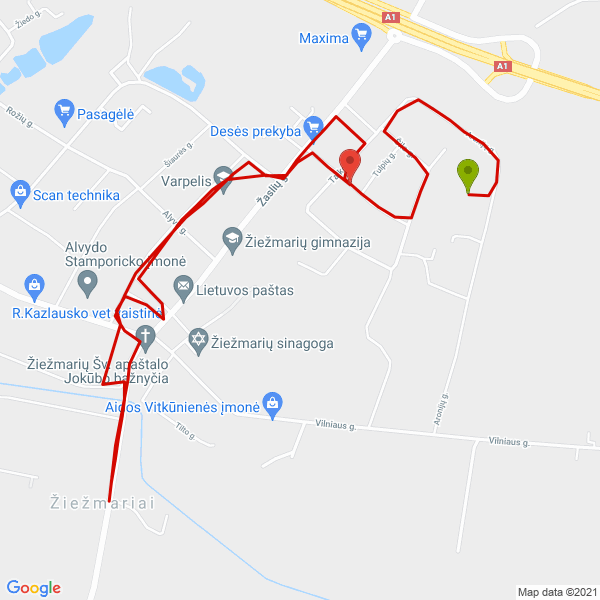 Žiedo g.
Maxima
A1
A1
Rožių g.
Pasagėlė
Desės prekyba
Šiaurės g.
Tulpių g.
Varpelis
Scan technika
Žaslių g.
Alyvų g.
Žiežmarių gimnazija
Alvydo
Stamporicko įmonė
Lietuvos paštas
R.Kazlausko vet vaistinė
Žiežmarių sinagoga
Žiežmarių Šv. apaštalo
Jokūbo bažnyčia
Aidos Vitkūnienės įmonė
Aronijų g.
Vilniaus g.
Tilto g.
Vilniaus g.
Žiežmariai
Google
Map data ©2021